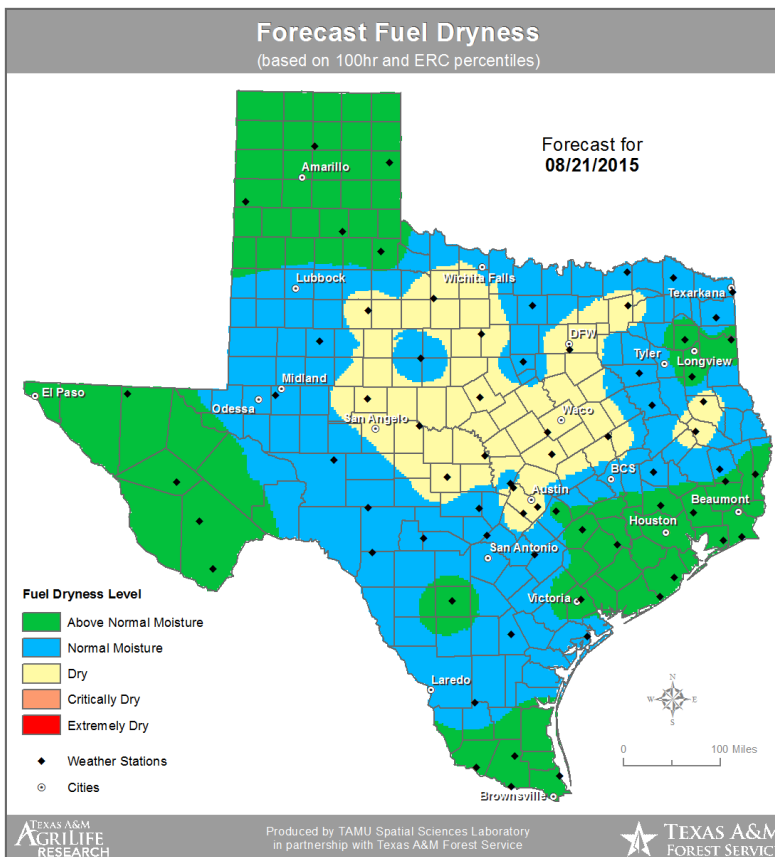 Forecast Fuel Dryness
(based on 100hr and ERC percentiles)
Forecast for
08/21/2015
Amarillo
Lubbock
Wichita Falls
Texarkana
DFW
Tyler
Longview
El Paso
Midland
Odessa
San Angelo
Waco
BCS
Austin
Beaumont
Houston
San Antonio
Victoria
Laredo
Brownsville
Fuel Dryness Level
Above Normal Moisture
Normal Moisture
Dry
Critically Dry
Extremely Dry
Weather Stations
Cities
N
W E
S
0 100 Miles
TEXAS A&M
AGRILIFE
RESEARCH
Produced by TAMU Spatial Sciences Laboratory
in partnership with Texas A&M Forest Service
TEXAS A&M
FOREST SERVICE